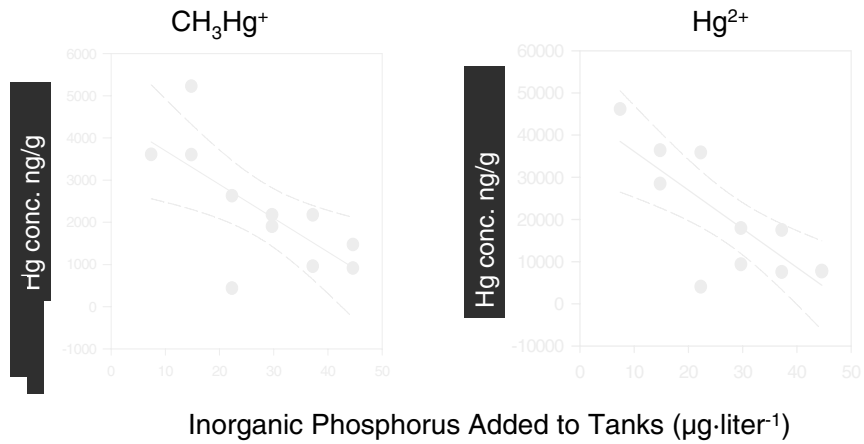 CH₃Hg⁺
Hg²⁺
6000
5000
4000
3000
2000
1000
0
-1000
Hg conc. ng/g
0 10 20 30 40 50
60000
50000
40000
30000
20000
10000
0
-10000
Hg conc. ng/g
0 10 20 30 40 50
Inorganic Phosphorus Added to Tanks (µg·liter⁻¹)